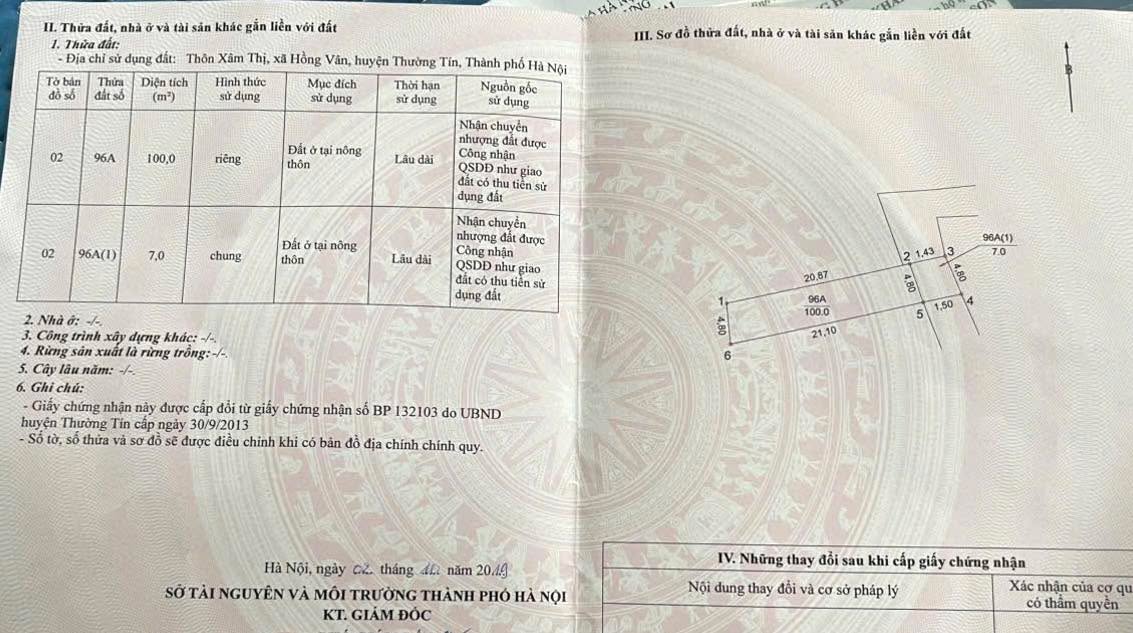 II. Thửa đất, nhà ở và tài sản khác gắn liền với đất
1. Thửa đất:
- Địa chỉ sử dụng đất: Thôn Xâm Thị, xã Hồng Vân, huyện Thường Tín, Thành phố Hà Nội
Tờ bản đồ số Thửa đất số Diện tích (m²) Hình thức sử dụng Mục đích sử dụng Thời hạn sử dụng Nguồn gốc sử dụng
02 96A 100,0 riêng Đất ở tại nông thôn Lâu dài Nhận chuyển nhượng đất được Công nhận QSDĐ như giao đất có thu tiền sử dụng đất
02 96A(1) 7,0 chung Đất ở tại nông thôn Lâu dài Nhận chuyển nhượng đất được Công nhận QSDĐ như giao đất có thu tiền sử dụng đất
2. Nhà ở: -/-.
3. Công trình xây dựng khác: -/-.
4. Rừng sản xuất là rừng trồng: -/-.
5. Cây lâu năm: -/-.
6. Ghi chú:
- Giấy chứng nhận này được cấp đổi từ giấy chứng nhận số BP 132103 do UBND
huyện Thường Tín cấp ngày 30/9/2013
- Số tờ, số thửa và sơ đồ sẽ được điều chỉnh khi có bản đồ địa chính chính quy.
Hà Nội, ngày 02 tháng năm 2019
SỞ TÀI NGUYÊN VÀ MÔI TRƯỜNG THÀNH PHỐ HÀ NỘI
KT. GIÁM ĐỐC
III. Sơ đồ thửa đất, nhà ở và tài sản khác gắn liền với đất
B
96A(1)
7.0
2 1,43 3
20,87
4,80
4,80
1
96A
100.0
4
1,50
5
4,80
21,10
6
IV. Những thay đổi sau khi cấp giấy chứng nhận
Nội dung thay đổi và cơ sở pháp lý
Xác nhận của cơ qu
có thẩm quyền